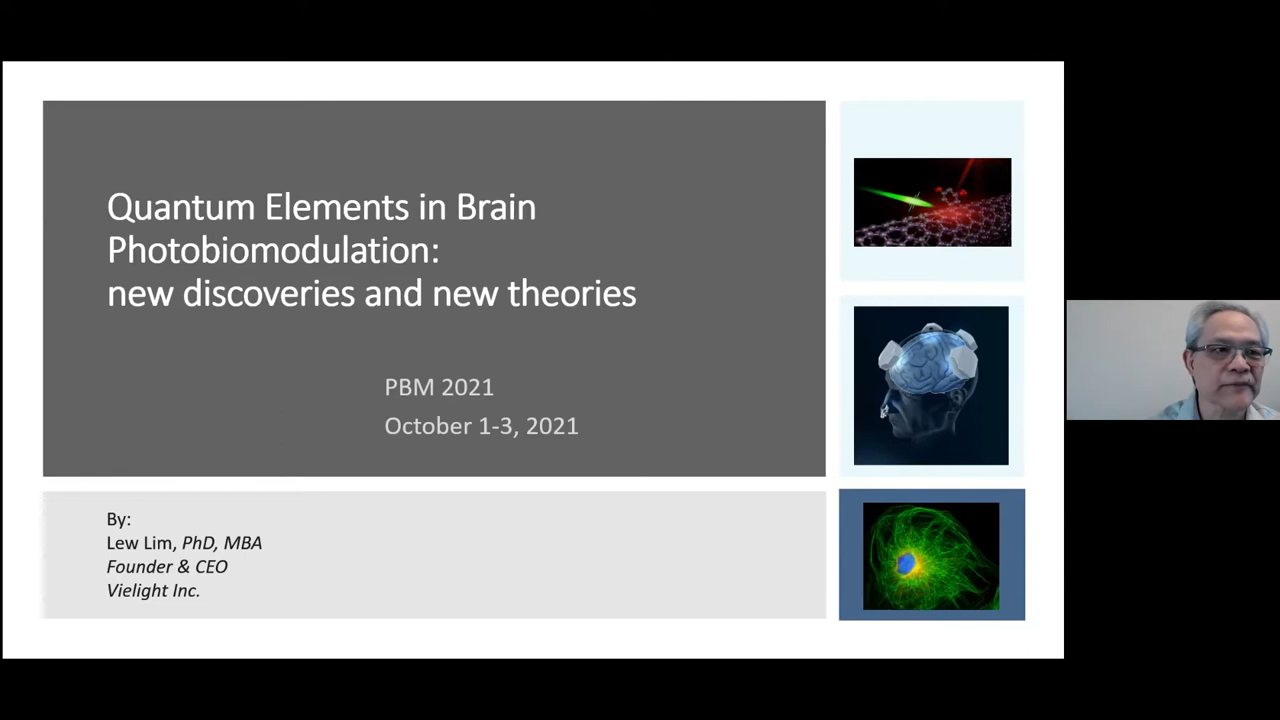 Quantum Elements in Brain
Photobiomodulation:
new discoveries and new theories
PBM 2021
October 1-3, 2021
By:
Lew Lim, PhD, MBA
Founder & CEO
Vielight Inc.